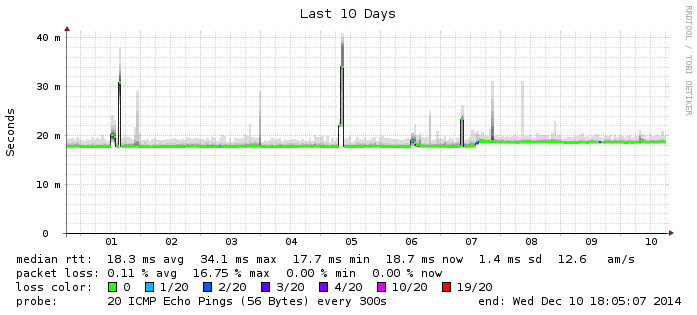 Last 10 Days
RRDTOOL / TOBI OETIKER
Seconds
40 m
30 m
20 m
10 m
0
01 02 03 04 05 06 07 08 09 10
median rtt: 18.3 ms avg 34.1 ms max 17.7 ms min 18.7 ms now 1.4 ms sd 12.6 am/s
packet loss: 0.11 % avg 16.75 % max 0.00 % min 0.00 % now
loss color: 0 1/20 2/20 3/20 4/20 10/20 19/20
probe: 20 ICMP Echo Pings (56 Bytes) every 300s end: Wed Dec 10 18:05:07 2014